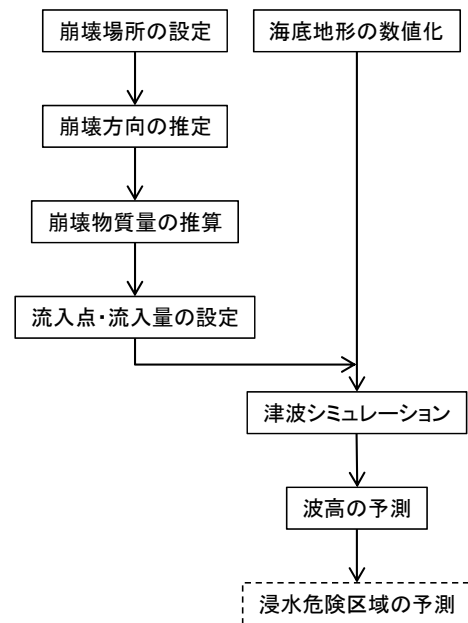 崩壊場所の設定
海底地形の数値化
崩壊方向の推定
崩壊物質量の推算
流入点・流入量の設定
津波シミュレーション
波高の予測
浸水危険区域の予測